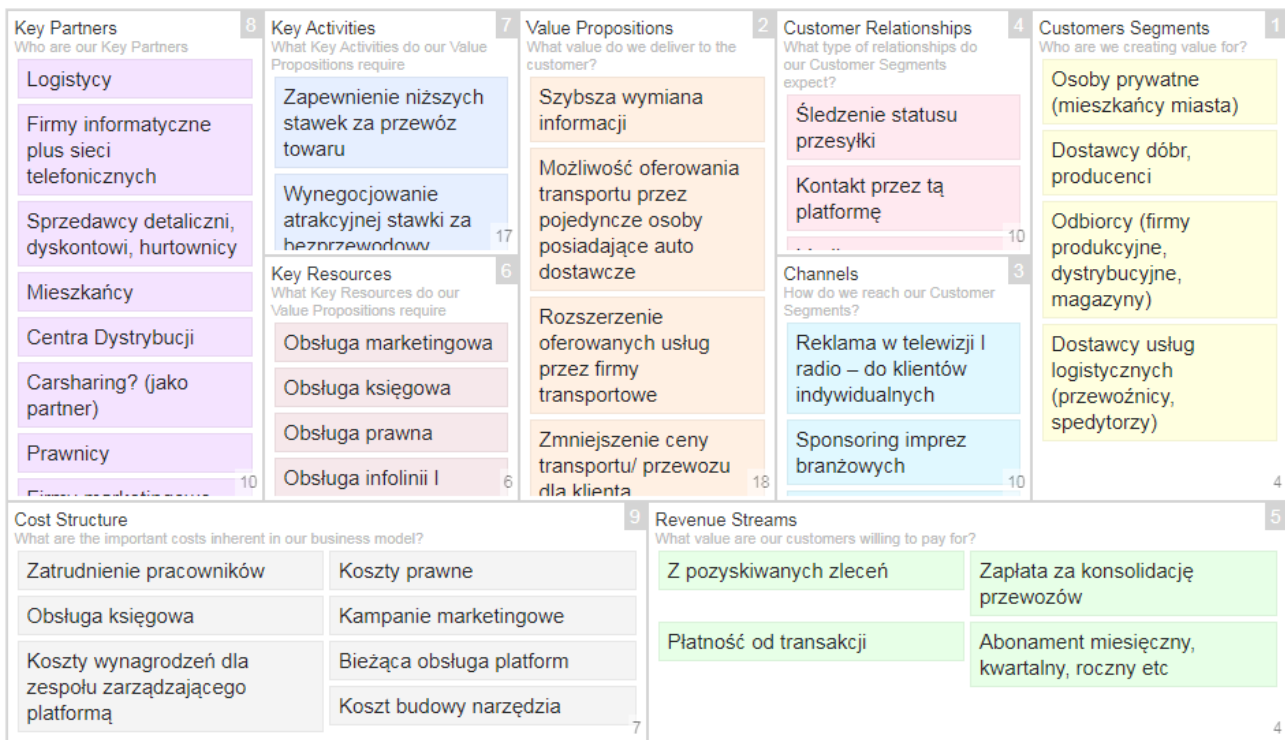 Key Partners
8
Who are our Key Partners
Logistycy
Firmy informatyczne
plus sieci
telefonicznych
Sprzedawcy detaliczni,
dyskontowi, hurtownicy
Mieszkańcy
Centra Dystrybucji
Carsharing? (jako
partner)
Prawnicy
Firmy marketingowe
10
Key Activities
7
What Key Activities do our Value
Propositions require
Zapewnienie niższych
stawek za przewóz
towaru
Wynegocjowanie
atrakcyjnej stawki za
bezprzewodowy
17
Key Resources
6
What Key Resources do our
Value Propositions require
Obsługa marketingowa
Obsługa księgowa
Obsługa prawna
Obsługa infolinii I
6
Value Propositions
2
What value do we deliver to the
customer?
Szybsza wymiana
informacji
Możliwość oferowania
transportu przez
pojedyncze osoby
posiadające auto
dostawcze
Rozszerzenie
oferowanych usług
przez firmy
transportowe
Zmniejszenie ceny
transportu/ przewozu
dla klienta
18
Customer Relationships
4
What type of relationships do
our Customer Segments
expect?
Śledzenie statusu
przesyłki
Kontakt przez tą
platformę
10
Channels
3
How do we reach our Customer
Segments?
Reklama w telewizji I
radio – do klientów
indywidualnych
Sponsoring imprez
branżowych
10
Customers Segments
1
Who are we creating value for?
Osoby prywatne
(mieszkańcy miasta)
Dostawcy dóbr,
producenci
Odbiorcy (firmy
produkcyjne,
dystrybucyjne,
magazyny)
Dostawcy usług
logistycznych
(przewoźnicy,
spedytorzy)
4
Cost Structure
9
What are the important costs inherent in our business model?
Zatrudnienie pracowników
Obsługa księgowa
Koszty wynagrodzeń dla
zespołu zarządzającego
platformą
Koszty prawne
Kampanie marketingowe
Bieżąca obsługa platform
Koszt budowy narzędzia
7
Revenue Streams
5
What value are our customers willing to pay for?
Z pozyskiwanych zleceń
Płatność od transakcji
Zapłata za konsolidację
przewozów
Abonament miesięczny,
kwartalny, roczny etc
4